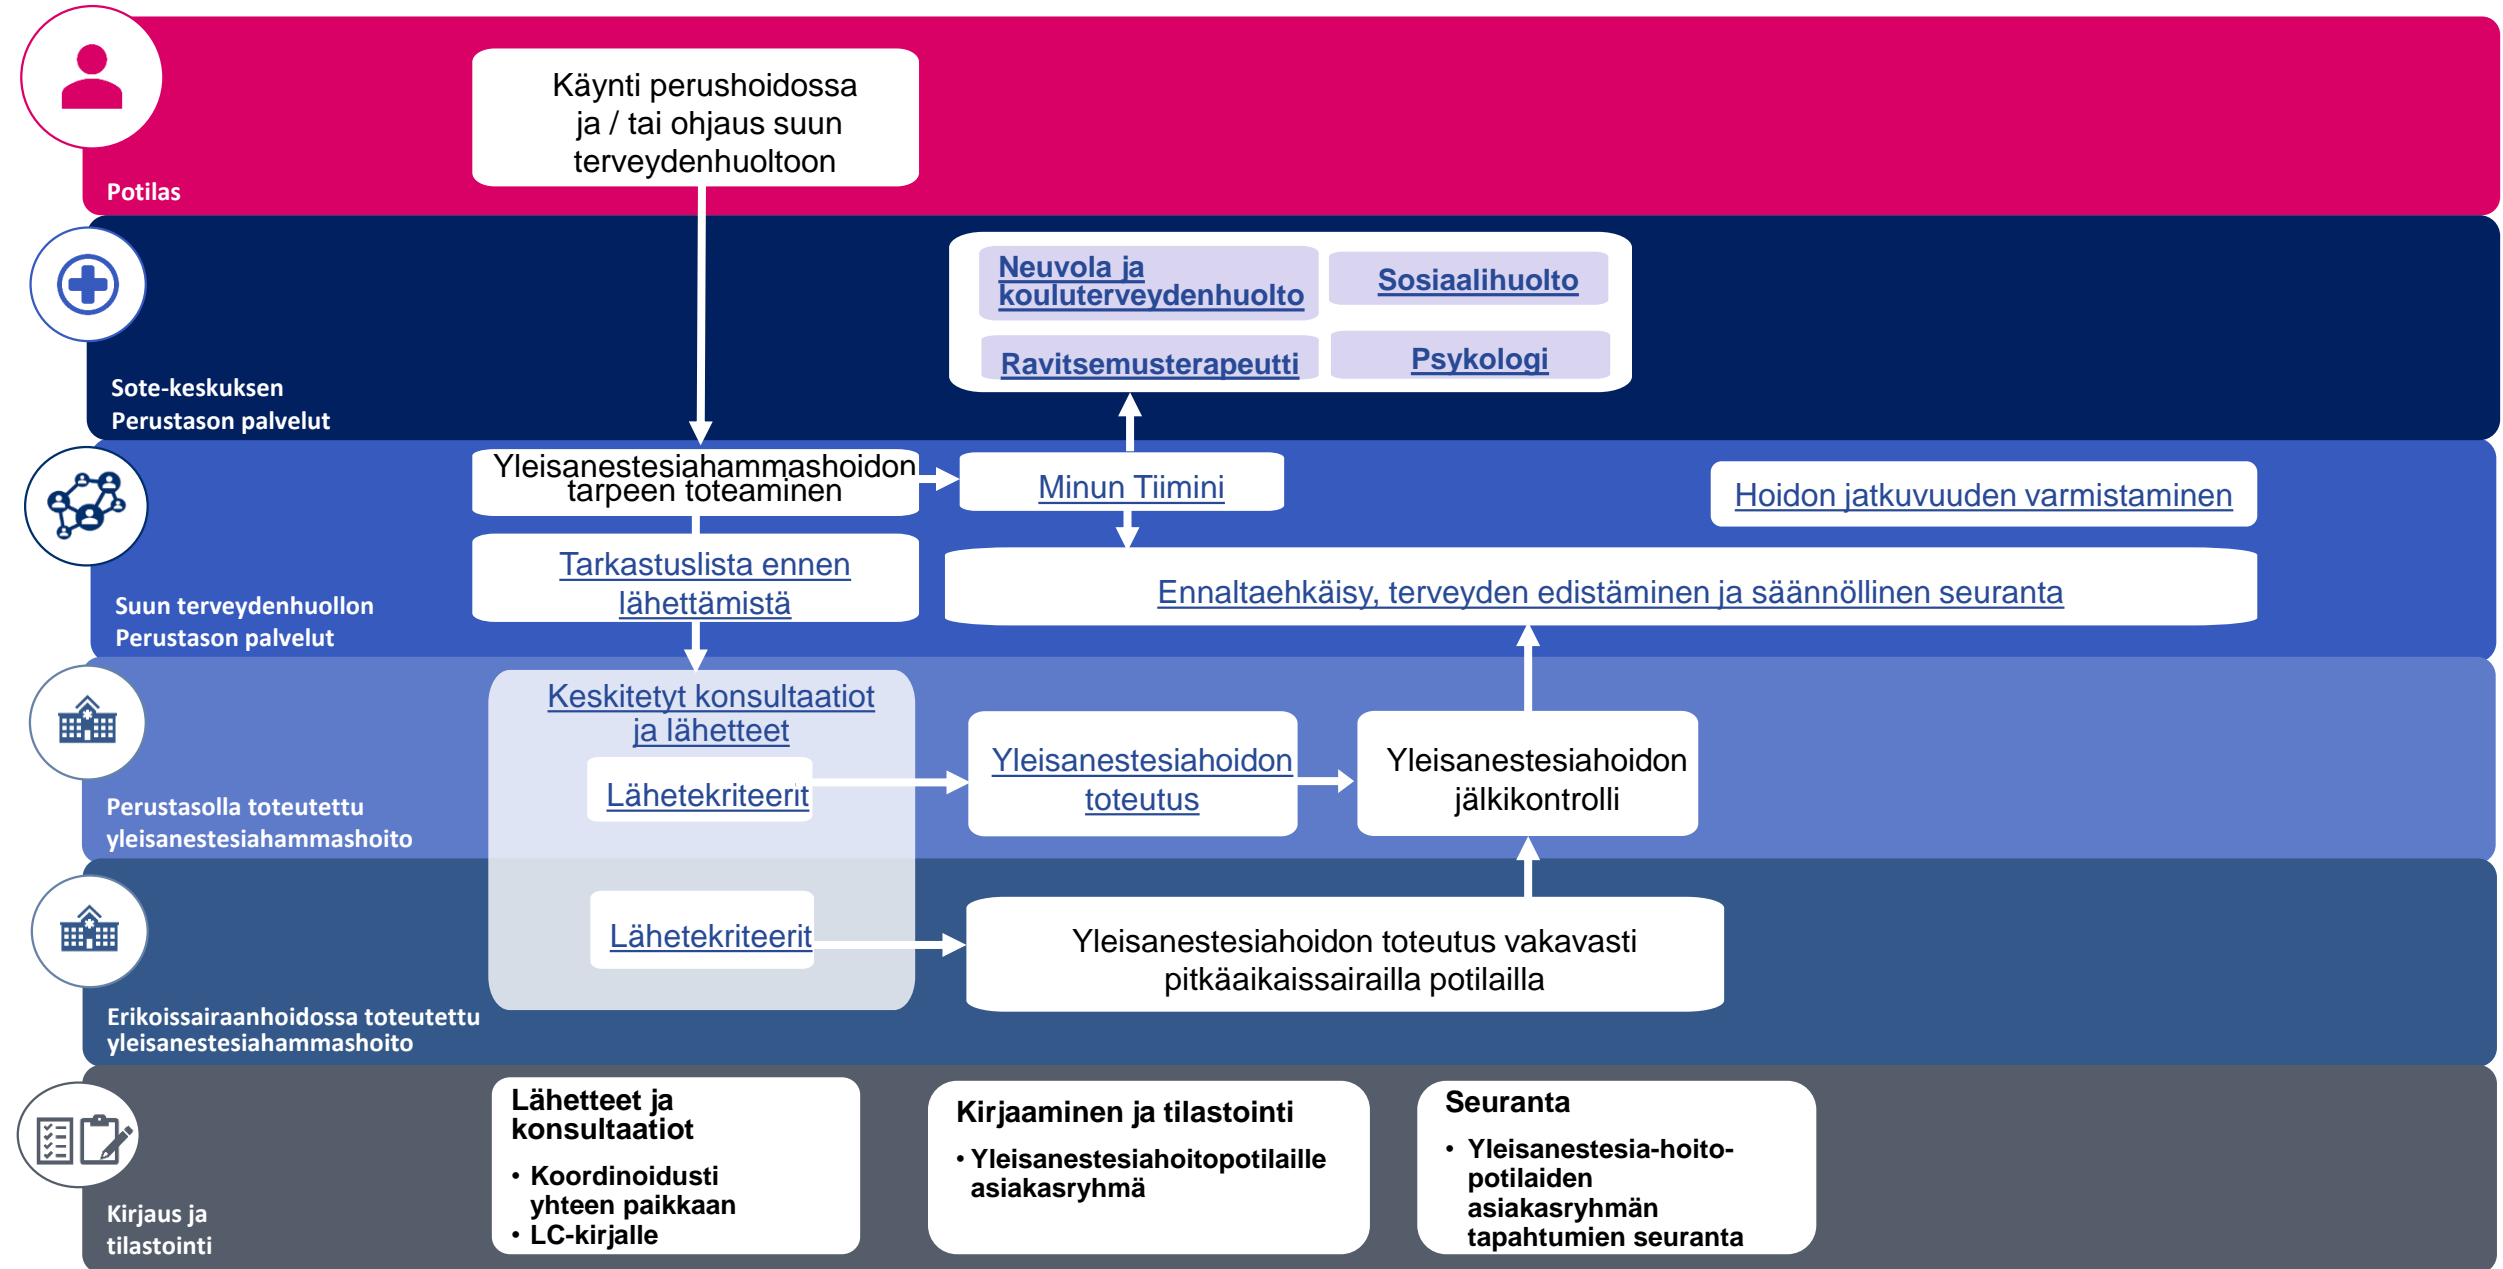 Käynti perushoidossa
ja / tai ohjaus suun
terveydenhuoltoon
Potilas
Neuvola ja
kouluterveydenhuolto
Sosiaalihuolto
Ravitsemusterapeutti
Psykologi
Sote-keskuksen
Perustason palvelut
Yleisanestesiahammashoidon
tarpeen toteaminen
Minun Tiimini
Hoidon jatkuvuuden varmistaminen
Tarkastuslista ennen
lähettämistä
Ennaltaehkäisy, terveyden edistäminen ja säännöllinen seuranta
Suun terveydenhuollon
Perustason palvelut
Keskitetyt konsultaatiot
ja lähetteet
Lähetekriteerit
Yleisanestesiahoidon
toteutus
Yleisanestesiahoidon
jälkikontrolli
Perustasolla toteutettu
yleisanestesiahammashoito
Lähetekriteerit
Yleisanestesiahoidon toteutus vakavasti
pitkäaikaissairailla potilailla
Erikoissairaanhoidossa toteutettu
yleisanestesiahammashoito
Lähetteet ja
konsultaatiot
• Koordinoidusti
yhteen paikkaan
• LC-kirjalle
Kirjaaminen ja tilastointi
• Yleisanestesiahoitopotilaille
asiakasryhmä
Seuranta
• Yleisanestesia-hoito-
potilaiden
asiakasryhmän
tapahtumien seuranta
Kirjaus ja
tilastointi